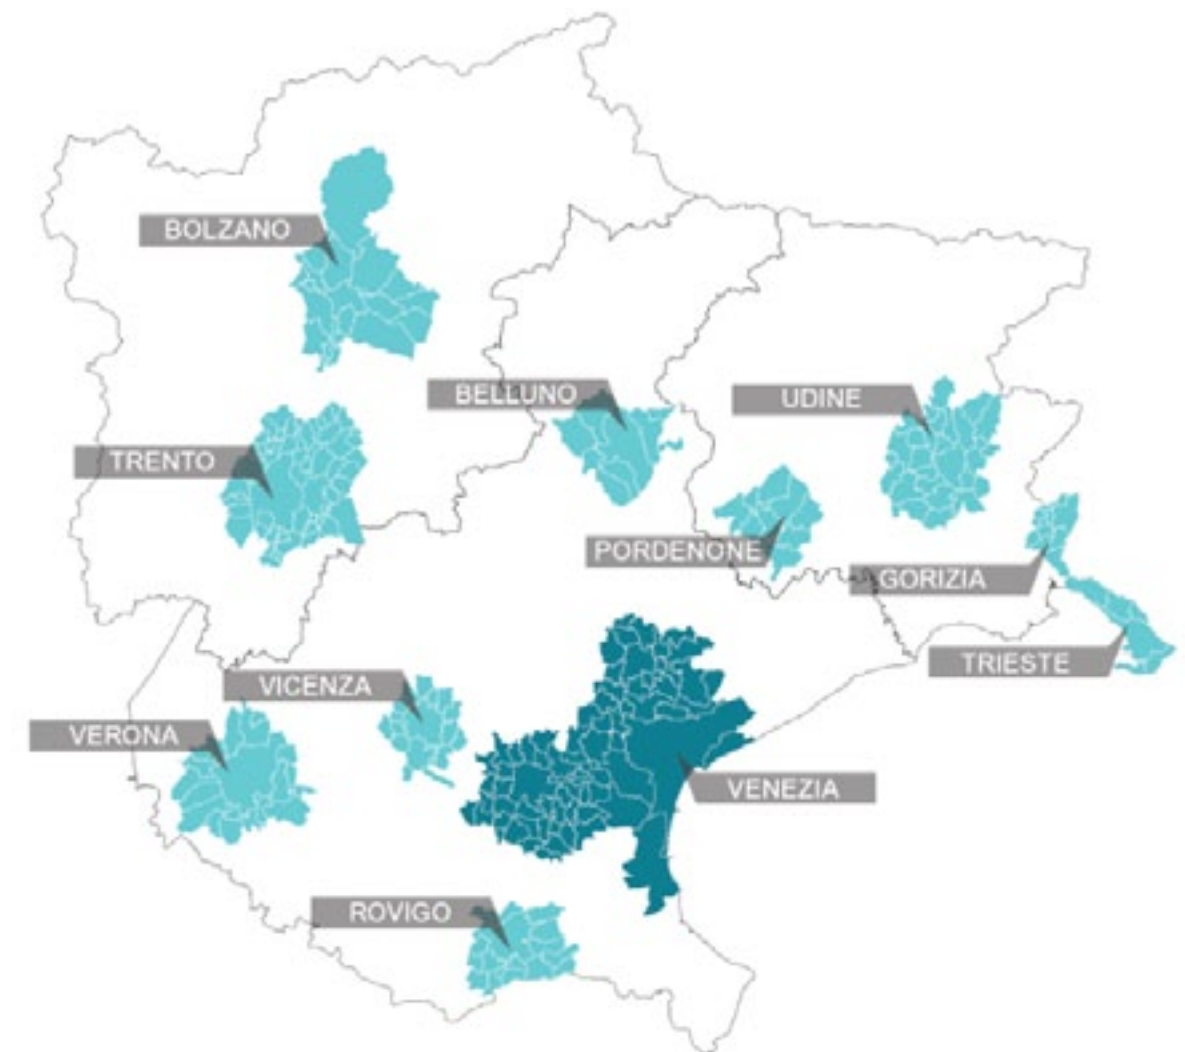 BOLZANO
BELLUNO
UDINE
TRENTO
PORDENONE
GORIZIA
TRIESTE
VICENZA
VERONA
VENEZIA
ROVIGO